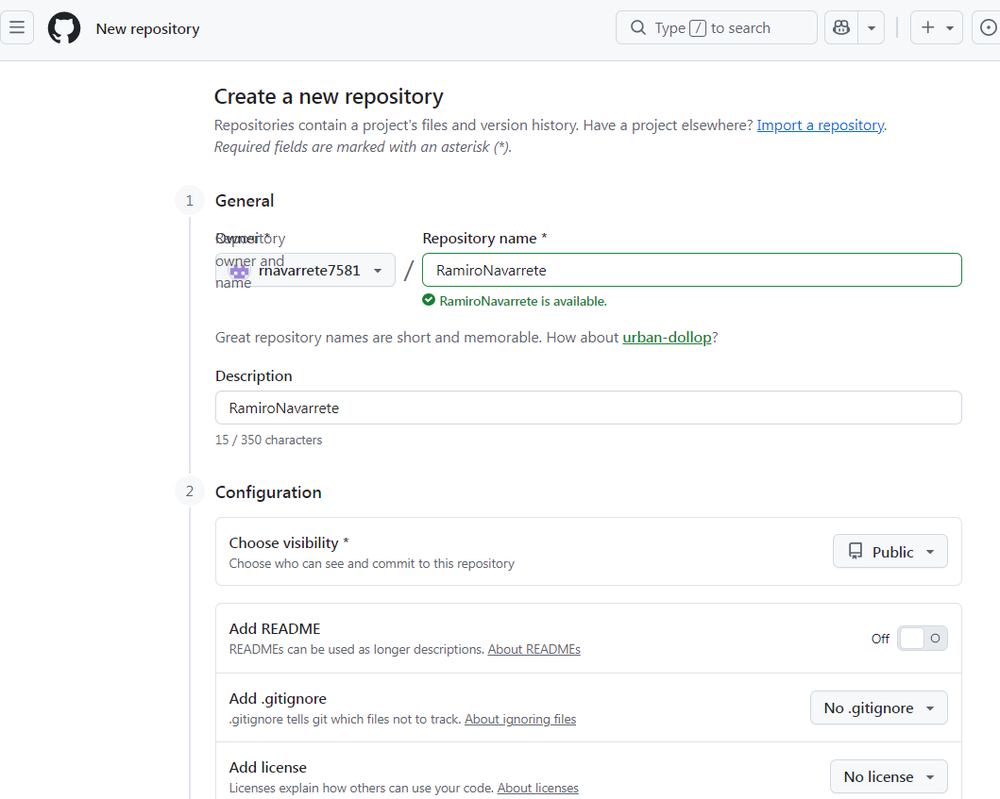 New repository
Type / to search
Create a new repository
Repositories contain a project's files and version history. Have a project elsewhere? Import a repository.
Required fields are marked with an asterisk (*).
1 General
Owner *
Repository owner and name
rnavarrete7581
/
Repository name *
RamiroNavarrete
RamiroNavarrete is available.
Great repository names are short and memorable. How about urban-dollop?
Description
RamiroNavarrete
15 / 350 characters
2 Configuration
Choose visibility *
Choose who can see and commit to this repository
Public
Add README
READMEs can be used as longer descriptions. About READMEs
Off
Add .gitignore
.gitignore tells git which files not to track. About ignoring files
No .gitignore
Add license
Licenses explain how others can use your code. About licenses
No license